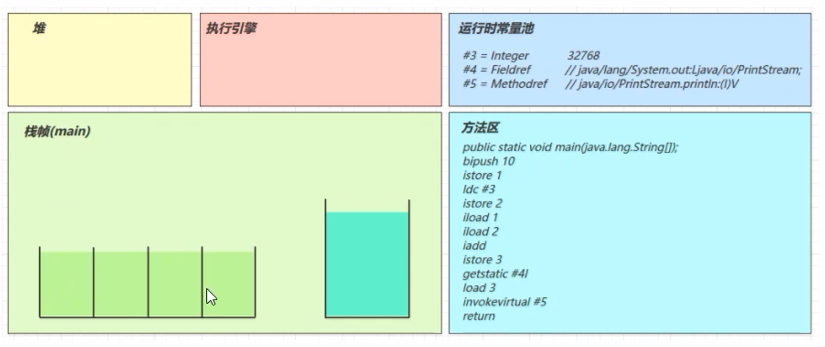 堆
执行引擎
运行时常量池
#3 = Integer 32768
#4 = Fieldref // java/lang/System.out:Ljava/io/PrintStream;
#5 = Methodref // java/io/PrintStream.println:(I)V
栈帧(main)
方法区
public static void main(java.lang.String[]);
bipush 10
istore 1
ldc #3
istore 2
iload 1
iload 2
iadd
istore 3
getstatic #4l
load 3
invokevirtual #5
return